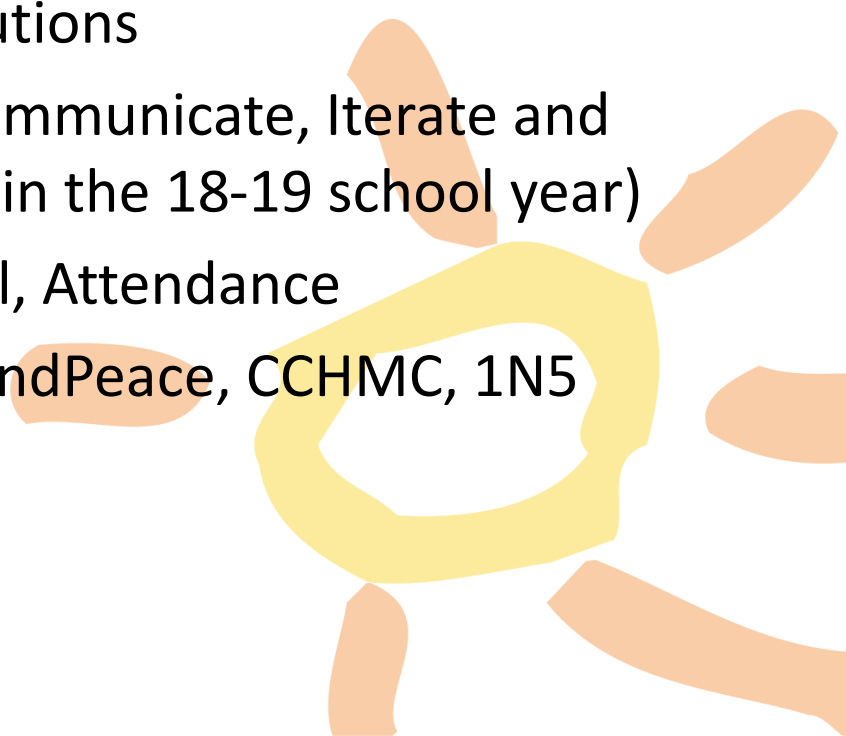 utions
mmunicate, Iterate and
in the 18-19 school year)
l, Attendance
ndPeace, CCHMC, 1N5